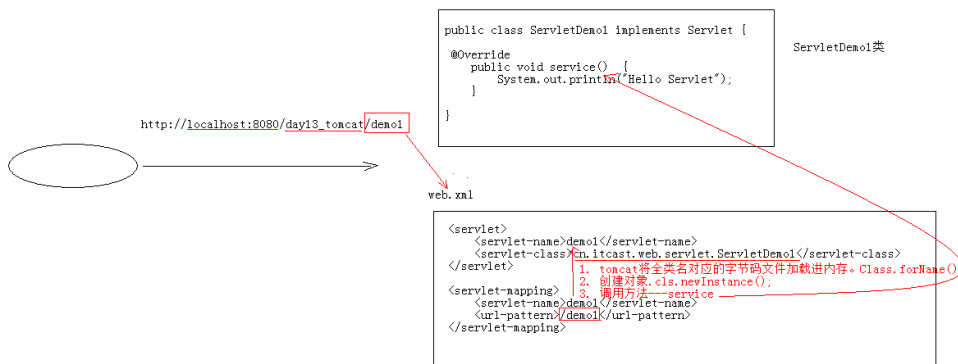 public class ServletDemo1 implements Servlet {
@Override
public void service() {
System.out.println("Hello Servlet");
}
}
ServletDemo1类
http://localhost:8080/day13_tomcat/demo1
web.xml
<servlet>
<servlet-name>demo1</servlet-name>
<servlet-class>cn.itcast.web.servlet.ServletDemo1</servlet-class>
</servlet>
1. tomcat将全类名对应的字节码文件加载进内存。Class.forName()
2. 创建对象.cls.newInstance();
3. 调用方法---service
<servlet-mapping>
<servlet-name>demo1</servlet-name>
<url-pattern>/demo1</url-pattern>
</servlet-mapping>